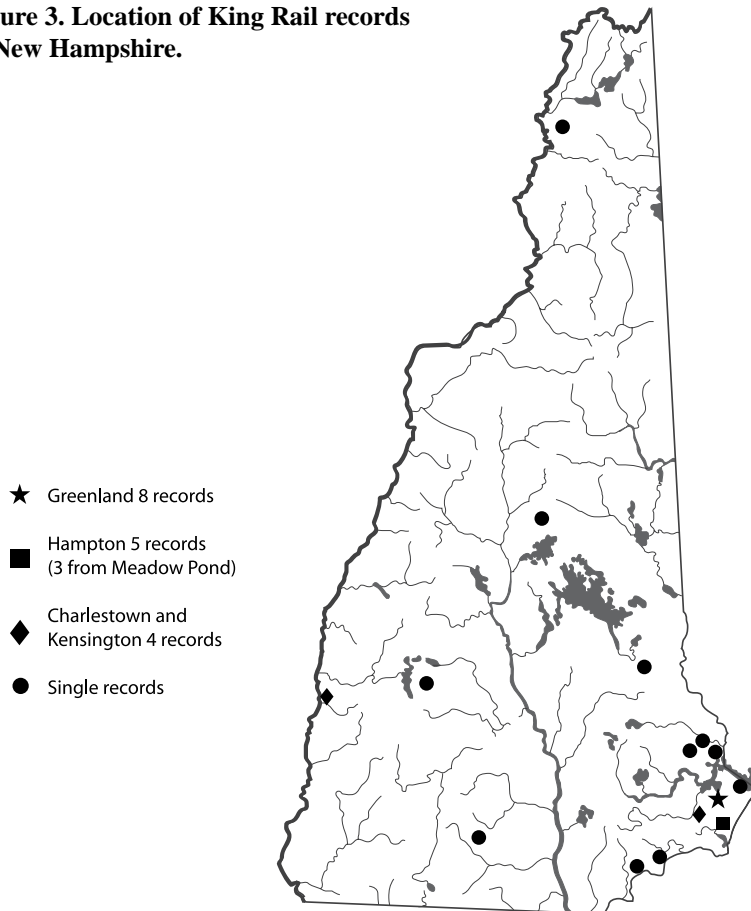 ure 3. Location of King Rail records
New Hampshire.
Greenland 8 records
Hampton 5 records
(3 from Meadow Pond)
Charlestown and
Kensington 4 records
Single records